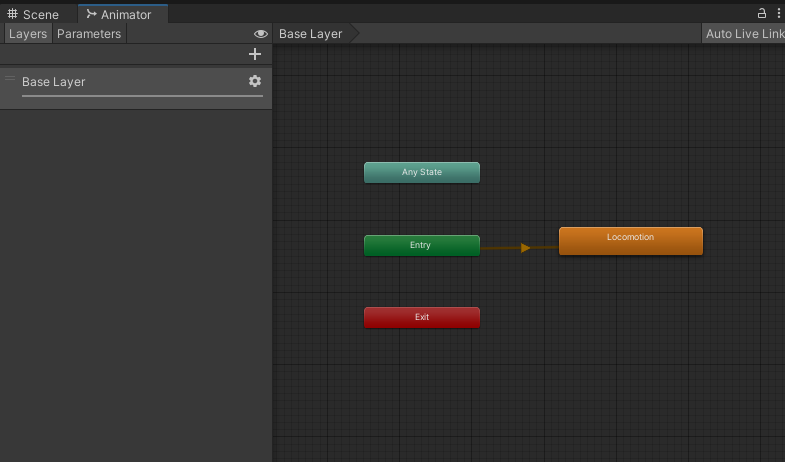 Scene
Animator
Layers Parameters
Base Layer
Auto Live Link
Base Layer
Any State
Entry
Locomotion
Exit